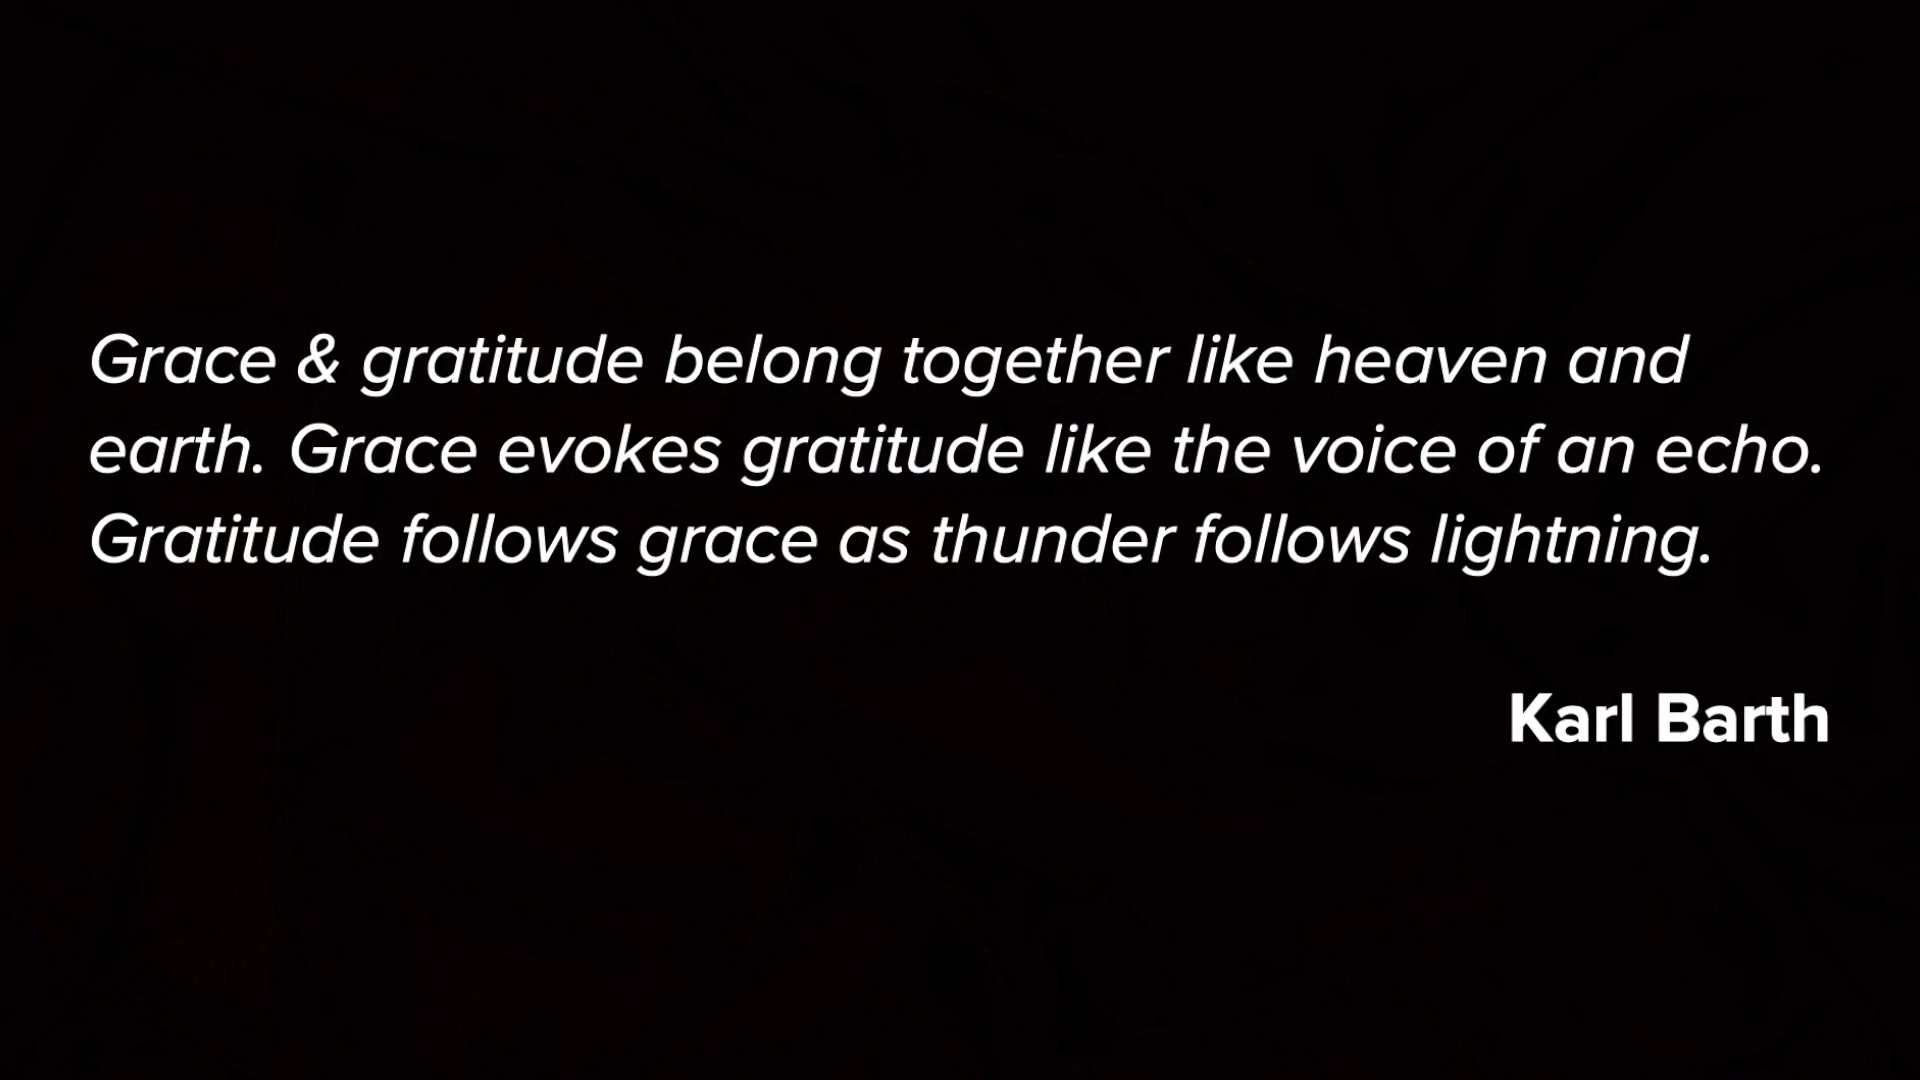 Grace & gratitude belong together like heaven and
earth. Grace evokes gratitude like the voice of an echo.
Gratitude follows grace as thunder follows lightning.
Karl Barth